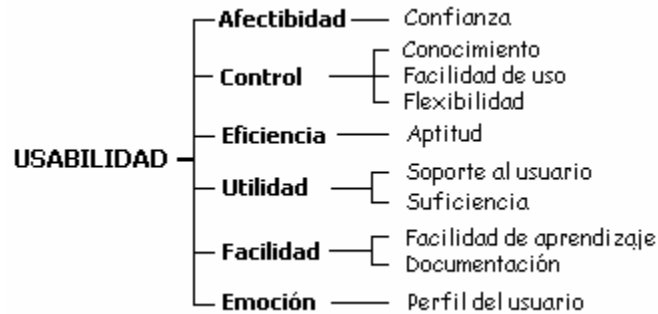 Afectibidad
Confianza
Control
Conocimiento
Facilidad de uso
Flexibilidad
Eficiencia
Aptitud
USABILIDAD
Utilidad
Soporte al usuario
Suficiencia
Facilidad
Facilidad de aprendizaje
Documentación
Emoción
Perfil del usuario